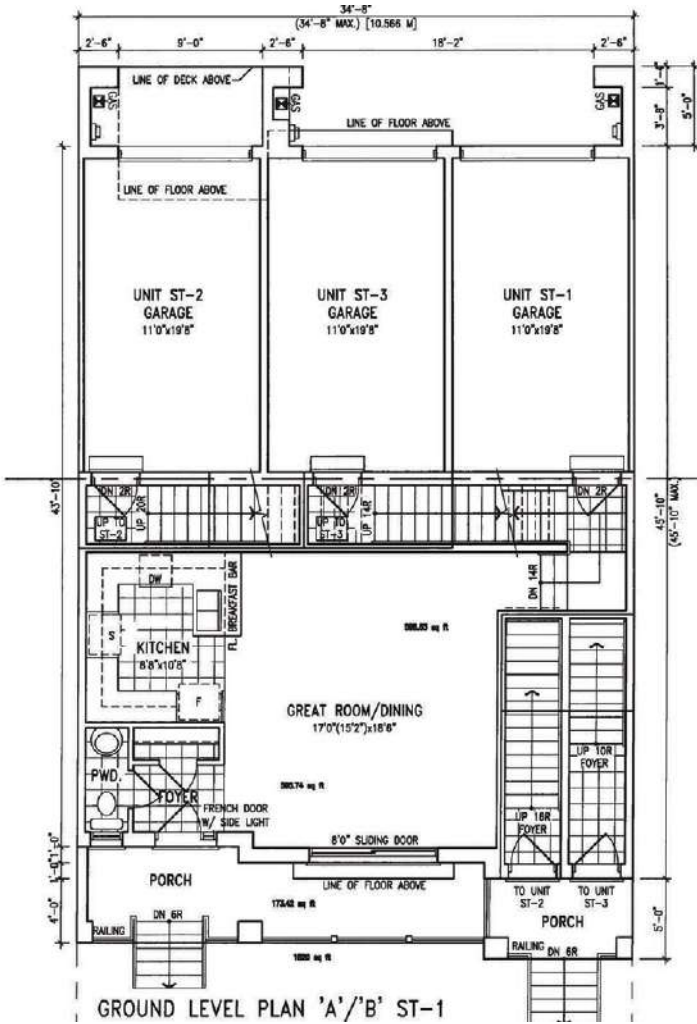 34'-8"
(34'-8" MAX.) [10.566 M]
2'-6"
9'-0"
2'-6"
18'-2"
2'-6"
LINE OF DECK ABOVE
GAS
GAS
GAS
LINE OF FLOOR ABOVE
3'-8"
5'-0"
LINE OF FLOOR ABOVE
UNIT ST-2
GARAGE
11'0"x19'8"
UNIT ST-3
GARAGE
11'0"x19'8"
UNIT ST-1
GARAGE
11'0"x19'8"
43'-10"
45'-10"
(45'-10" MAX.)
DN 2R
UP TO
ST-2
UP 20R
DN 2R
UP TO
ST-3
UP 14R
DN 2R
DN 14R
DW
S
KITCHEN
8'8"x10'8"
F
FL. BREAKFAST BAR
GREAT ROOM/DINING
17'0"(15'2")x18'6"
PWD.
FOYER
FRENCH DOOR
W/ SIDE LIGHT
UP 10R
FOYER
UP 16R
FOYER
1'-0"
1'-0"
4'-0"
PORCH
LINE OF FLOOR ABOVE
173.42 sq ft
DN 6R
RAILING
TO UNIT
ST-2
TO UNIT
ST-3
PORCH
RAILING
DN 6R
5'-0"
GROUND LEVEL PLAN 'A'/'B' ST-1